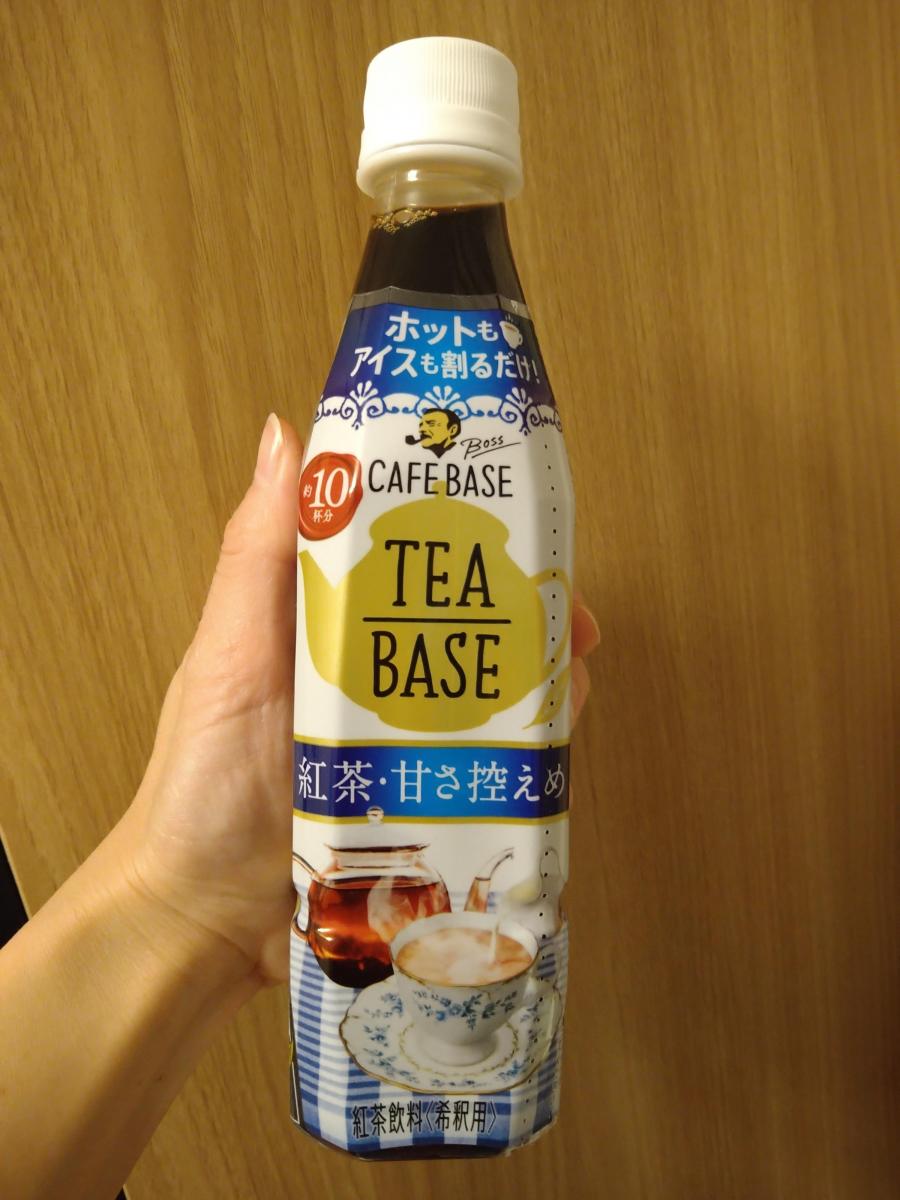 ホットも
アイスも割るだけ!
Boss
CAFE BASE
約10
杯分
TEA
BASE
紅茶・甘さ控えめ
紅茶飲料〈希釈用〉